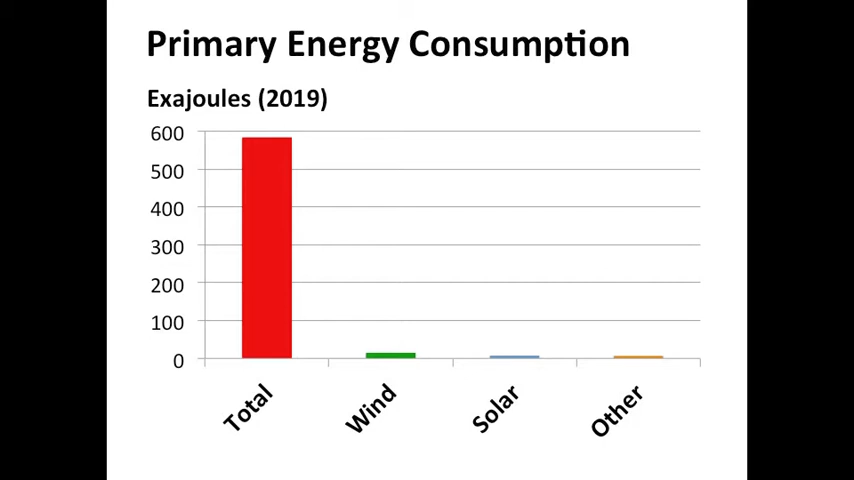 Primary Energy Consumption
Exajoules (2019)
600
500
400
300
200
100
0
Total
Wind
Solar
Other